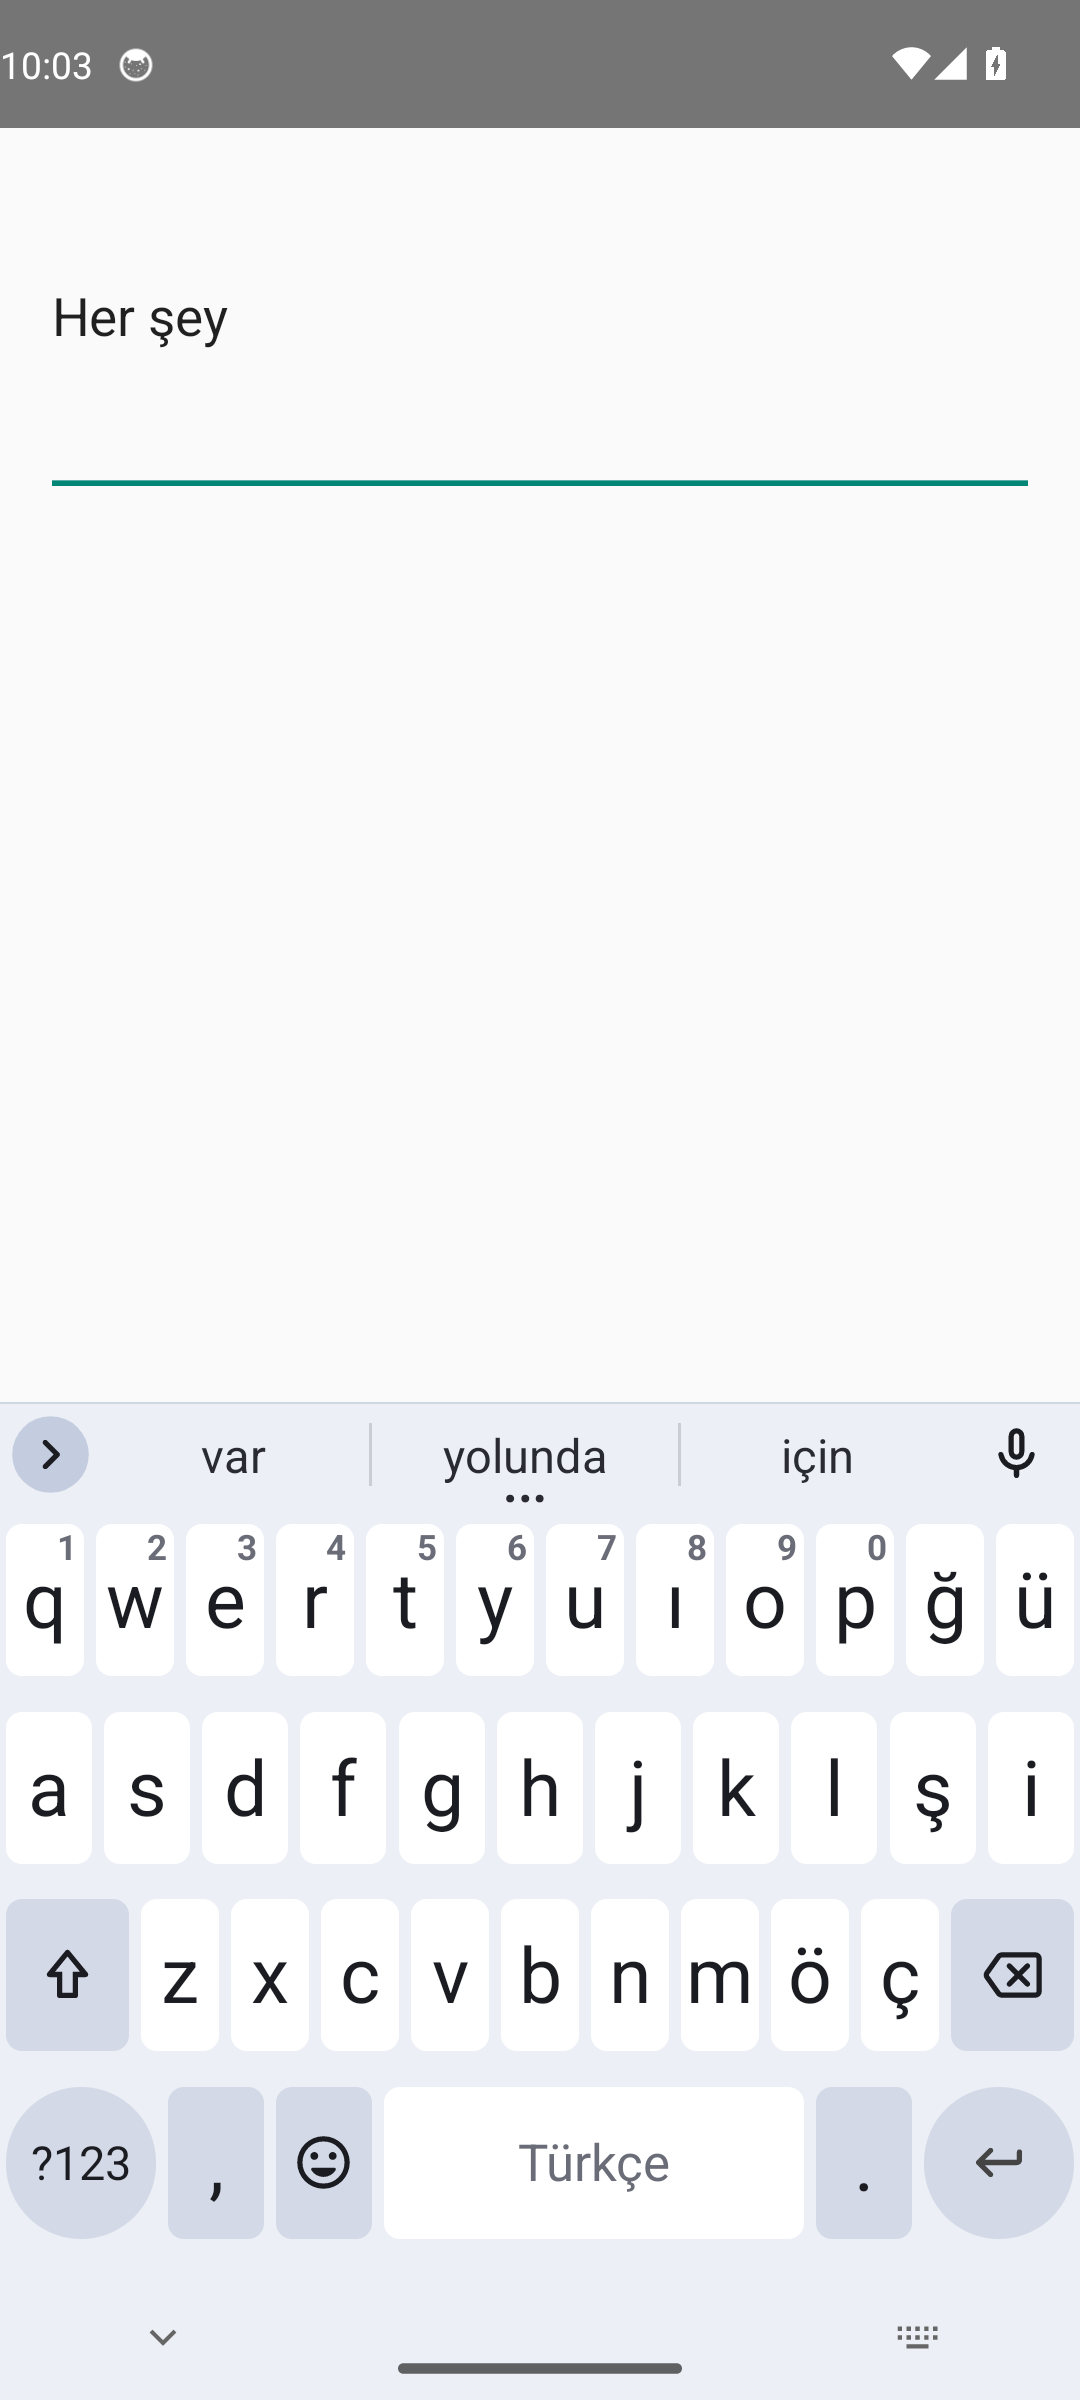 10:03
Her şey
var yolunda için
1 2 3 4 5 6 7 8 9 0
q w e r t y u ı o p ğ ü
a s d f g h j k l ş i
z x c v b n m ö ç
?123 , Türkçe .